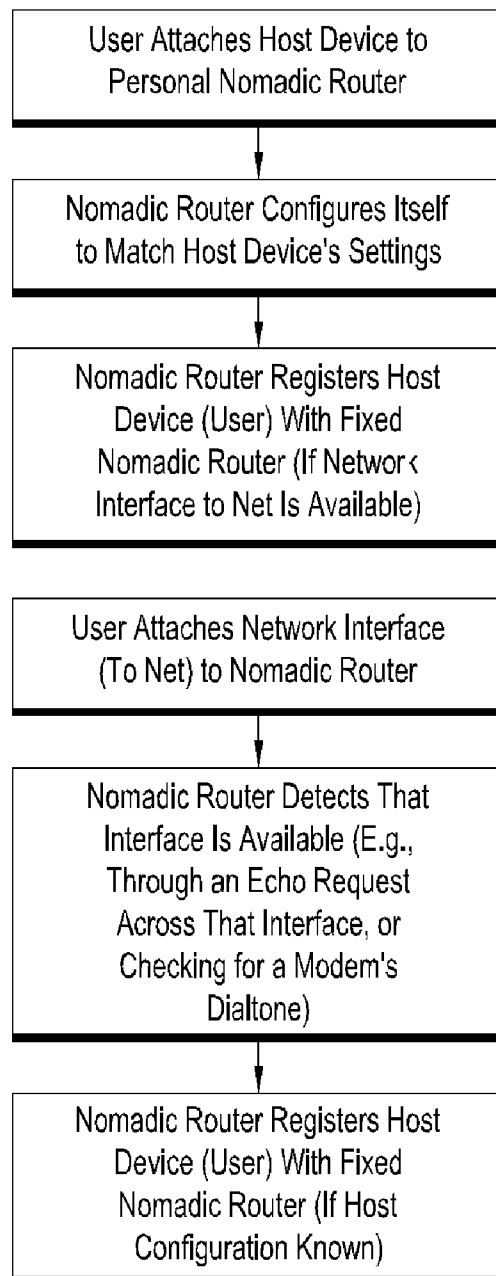 User Attaches Host Device to
Personal Nomadic Router
Nomadic Router Configures Itself
to Match Host Device's Settings
Nomadic Router Registers Host
Device (User) With Fixed
Nomadic Router (If Network
Interface to Net Is Available)
User Attaches Network Interface
(To Net) to Nomadic Router
Nomadic Router Detects That
Interface Is Available (E.g.,
Through an Echo Request
Across That Interface, or
Checking for a Modem's
Dialtone)
Nomadic Router Registers Host
Device (User) With Fixed
Nomadic Router (If Host
Configuration Known)